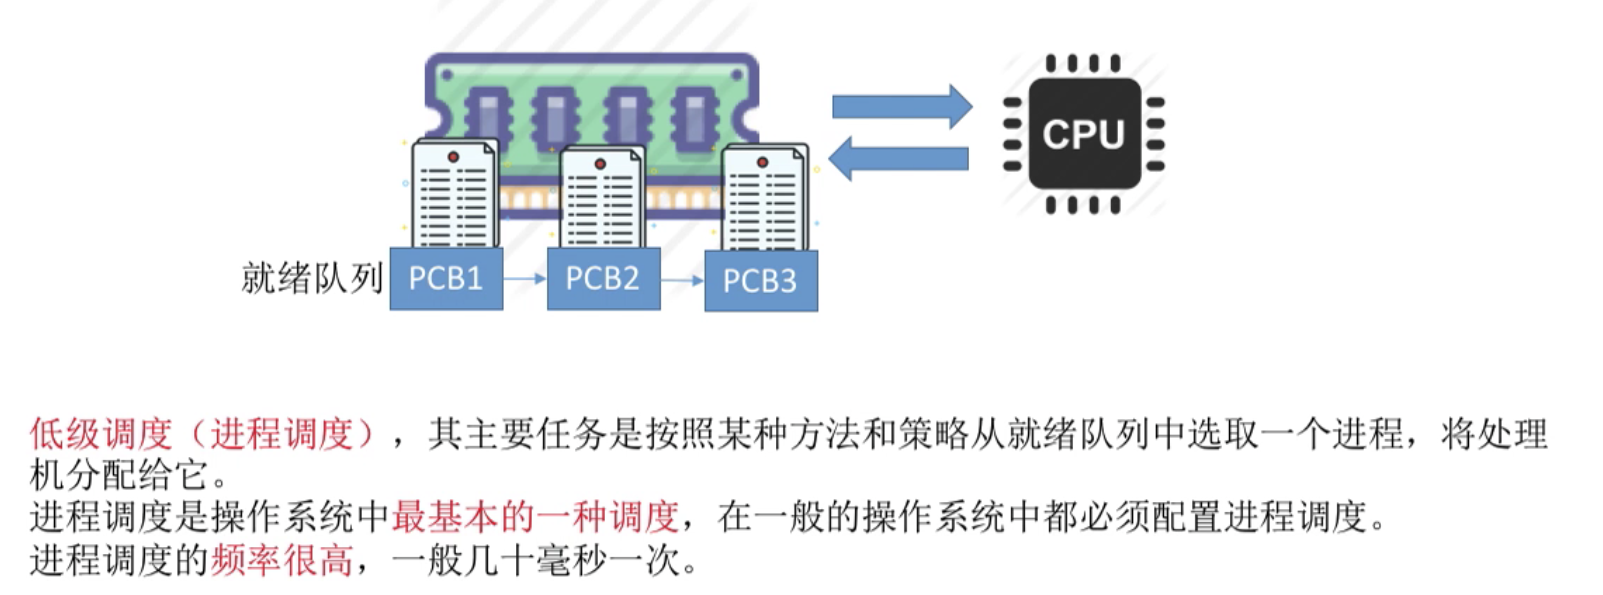 CPU
就绪队列 PCB1 PCB2 PCB3
低级调度（进程调度），其主要任务是按照某种方法和策略从就绪队列中选取一个进程，将处理
机分配给它。
进程调度是操作系统中最基本的一种调度，在一般的操作系统中都必须配置进程调度。
进程调度的频率很高，一般几十毫秒一次。